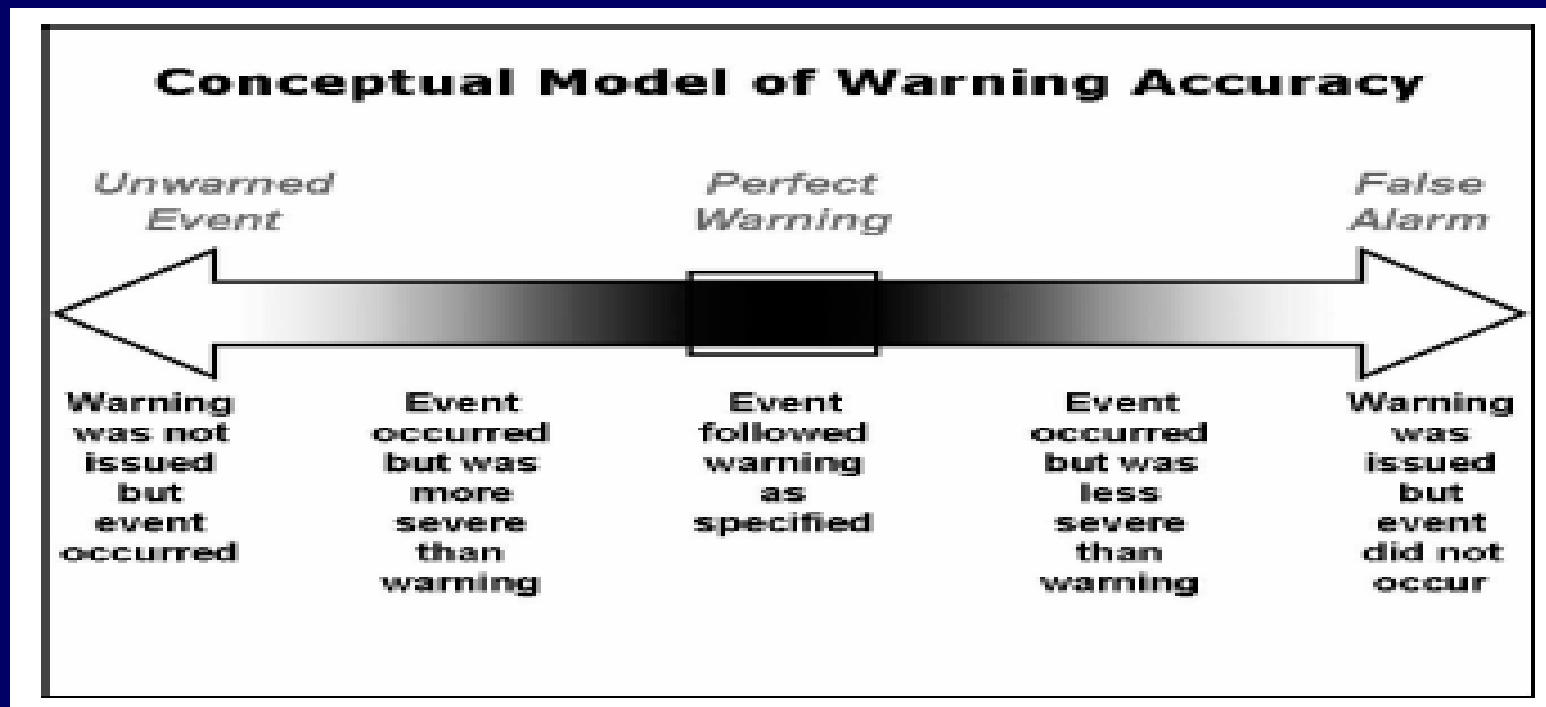 Conceptual Model of Warning Accuracy
Unwarned
Event
Perfect
Warning
False
Alarm
Warning
was not
issued
but
event
occurred
Event
occurred
but was
more
severe
than
warning
Event
followed
warning
as
specified
Event
occurred
but was
less
severe
than
warning
Warning
was
issued
but
event
did not
occur